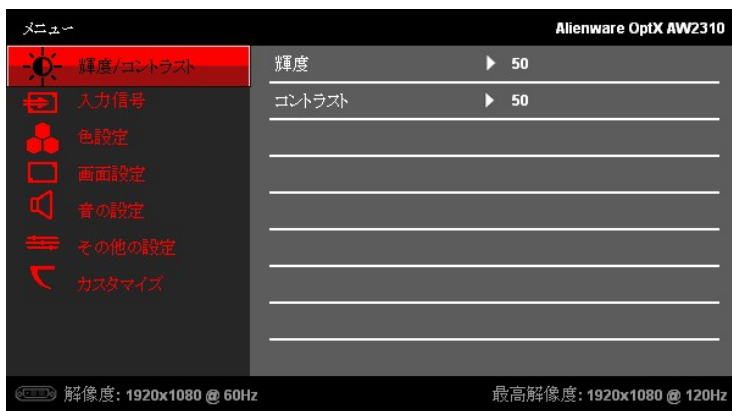 メニュー
Alienware OptX AW2310
輝度/コントラスト
入力信号
色設定
画面設定
音の設定
その他の設定
カスタマイズ
輝度 50
コントラスト 50
解像度: 1920x1080 @ 60Hz
最高解像度: 1920x1080 @ 120Hz